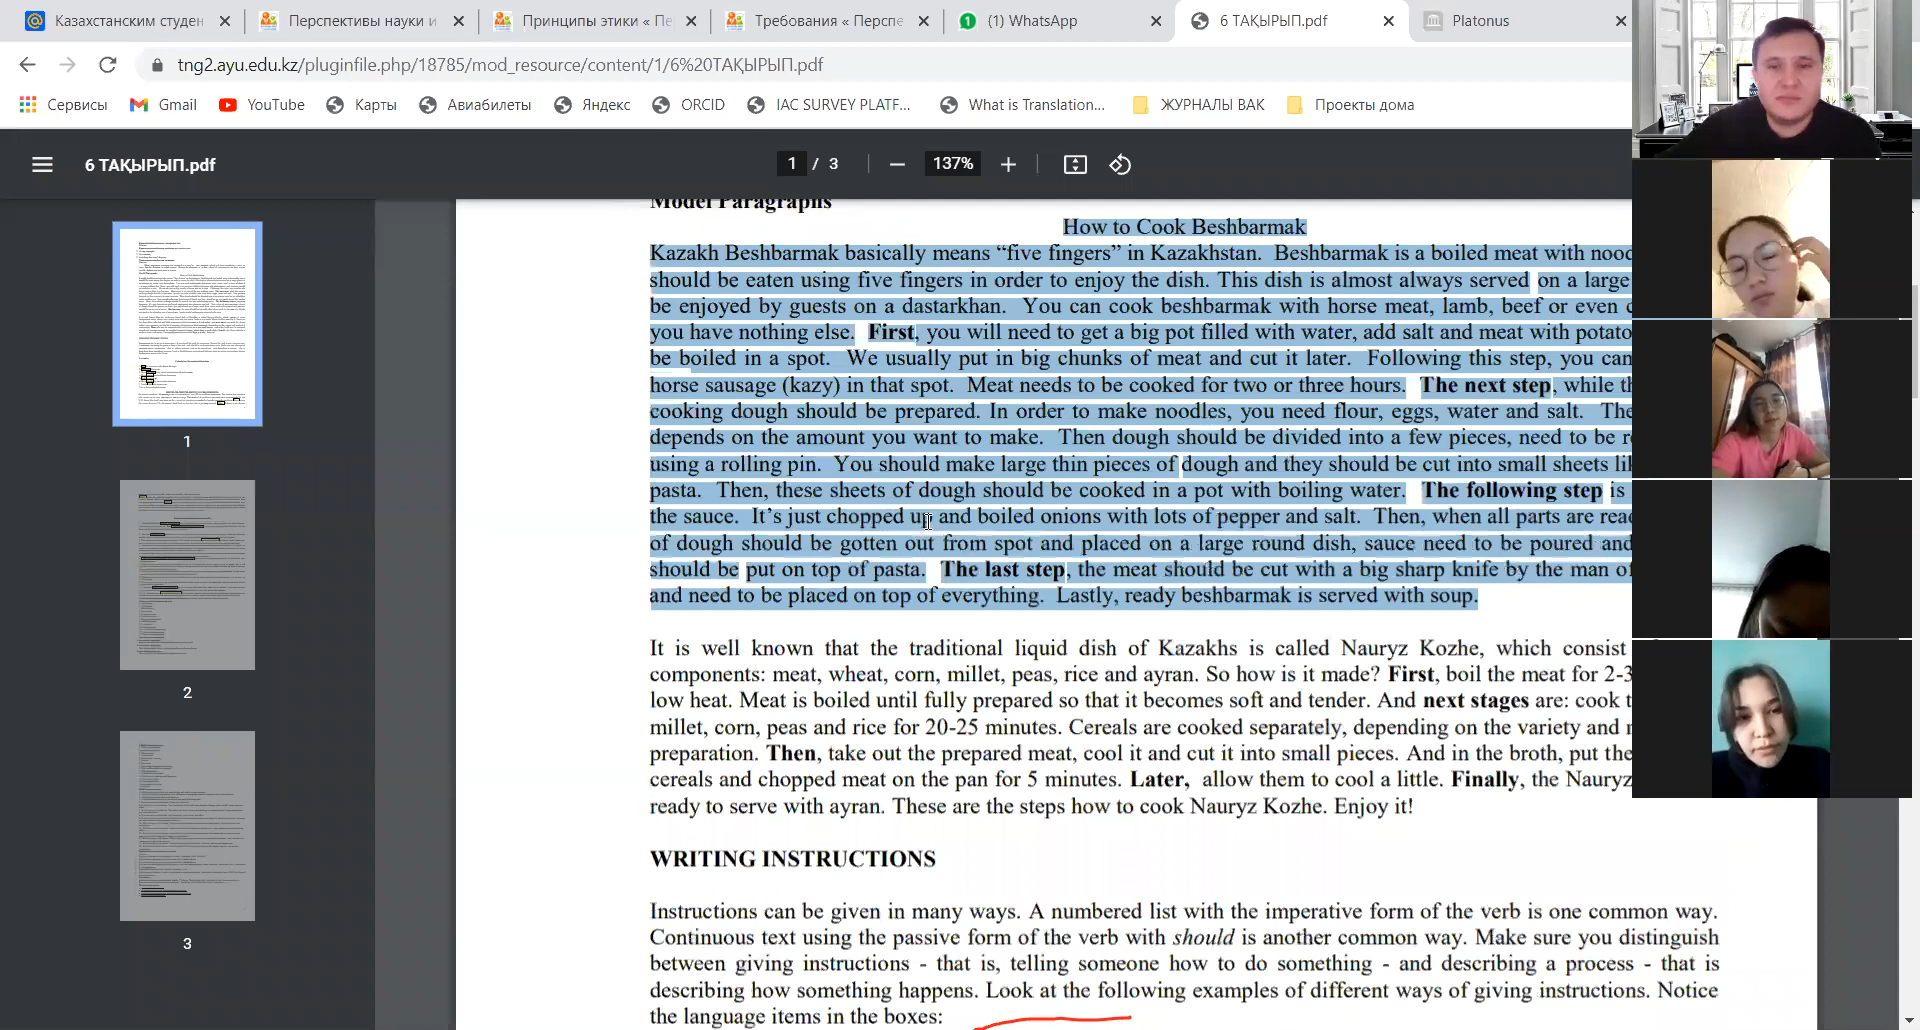 Казахстанским студен
Перспективы науки и
Принципы этики « Пе
Требования « Перспе
(1) WhatsApp
6 ТАҚЫРЫП.pdf
Platonus
tng2.ayu.edu.kz/pluginfile.php/18785/mod_resource/content/1/6%20ТАҚЫРЫП.pdf
Сервисы Gmail YouTube Карты Авиабилеты Яндекс ORCID IAC SURVEY PLATF... What is Translation... ЖУРНАЛЫ ВАК Проекты дома
6 ТАҚЫРЫП.pdf 1 / 3 137%
1
2
3
Model Paragraphs
How to Cook Beshbarmak
Kazakh Beshbarmak basically means “five fingers” in Kazakhstan. Beshbarmak is a boiled meat with nood
should be eaten using five fingers in order to enjoy the dish. This dish is almost always served on a large
be enjoyed by guests on a dastarkhan. You can cook beshbarmak with horse meat, lamb, beef or even c
you have nothing else. First, you will need to get a big pot filled with water, add salt and meat with potato
be boiled in a spot. We usually put in big chunks of meat and cut it later. Following this step, you can
horse sausage (kazy) in that spot. Meat needs to be cooked for two or three hours. The next step, while th
cooking dough should be prepared. In order to make noodles, you need flour, eggs, water and salt. The
depends on the amount you want to make. Then dough should be divided into a few pieces, need to be r
using a rolling pin. You should make large thin pieces of dough and they should be cut into small sheets lik
pasta. Then, these sheets of dough should be cooked in a pot with boiling water. The following step is
the sauce. It’s just chopped up and boiled onions with lots of pepper and salt. Then, when all parts are read
of dough should be gotten out from spot and placed on a large round dish, sauce need to be poured and
should be put on top of pasta. The last step, the meat should be cut with a big sharp knife by the man of
and need to be placed on top of everything. Lastly, ready beshbarmak is served with soup.
It is well known that the traditional liquid dish of Kazakhs is called Nauryz Kozhe, which consist
components: meat, wheat, corn, millet, peas, rice and ayran. So how is it made? First, boil the meat for 2-3
low heat. Meat is boiled until fully prepared so that it becomes soft and tender. And next stages are: cook t
millet, corn, peas and rice for 20-25 minutes. Cereals are cooked separately, depending on the variety and r
preparation. Then, take out the prepared meat, cool it and cut it into small pieces. And in the broth, put the
cereals and chopped meat on the pan for 5 minutes. Later, allow them to cool a little. Finally, the Nauryz
ready to serve with ayran. These are the steps how to cook Nauryz Kozhe. Enjoy it!
WRITING INSTRUCTIONS
Instructions can be given in many ways. A numbered list with the imperative form of the verb is one common way.
Continuous text using the passive form of the verb with should is another common way. Make sure you distinguish
between giving instructions - that is, telling someone how to do something - and describing a process - that is
describing how something happens. Look at the following examples of different ways of giving instructions. Notice
the language items in the boxes: